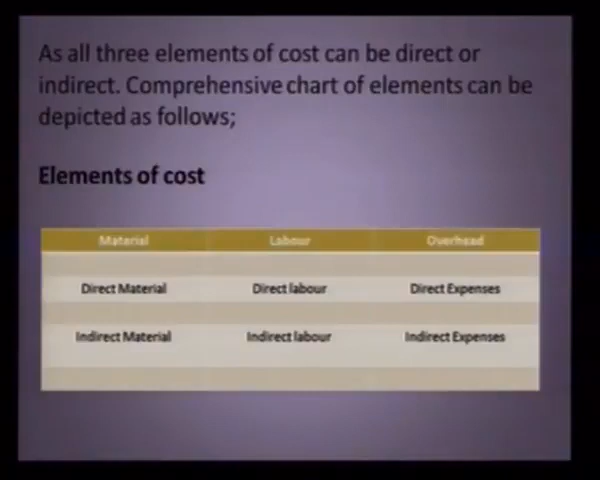 As all three elements of cost can be direct or
indirect. Comprehensive chart of elements can be
depicted as follows;
Elements of cost
Material Labour Overhead
Direct Material Direct labour Direct Expenses
Indirect Material Indirect labour Indirect Expenses